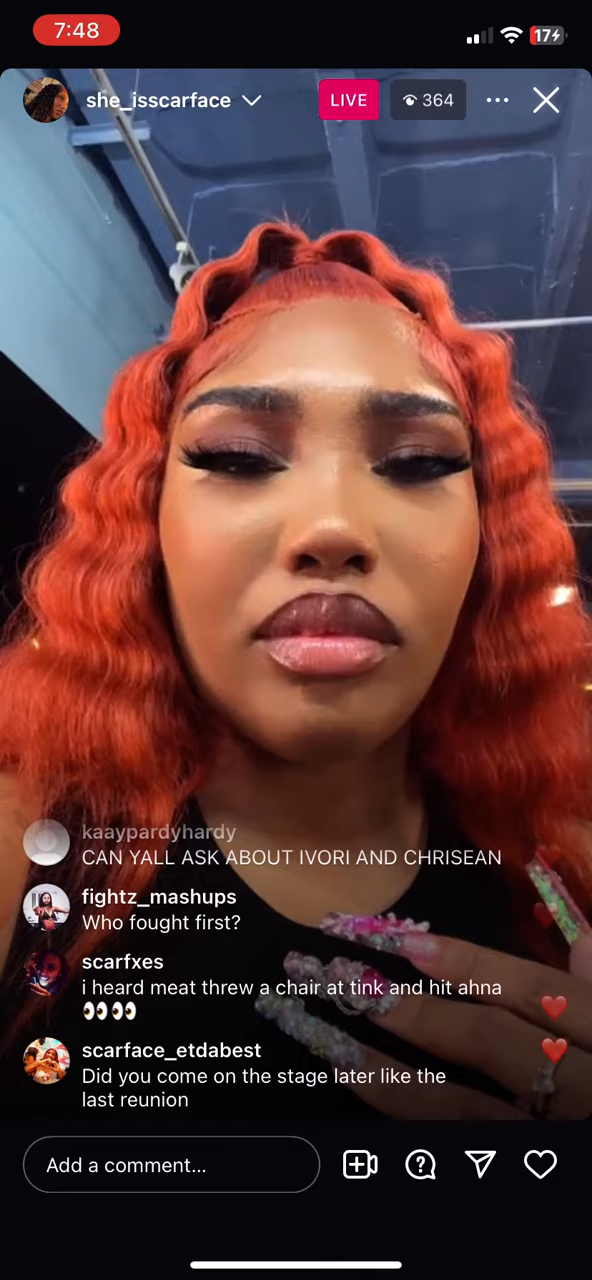 7:48
17
she_isscarface
LIVE
364
kaaypardyhardy
CAN YALL ASK ABOUT IVORI AND CHRISEAN
fightz_mashups
Who fought first?
scarfxes
i heard meat threw a chair at tink and hit ahna
👀👀
scarface_etdabest
Did you come on the stage later like the
last reunion
Add a comment...